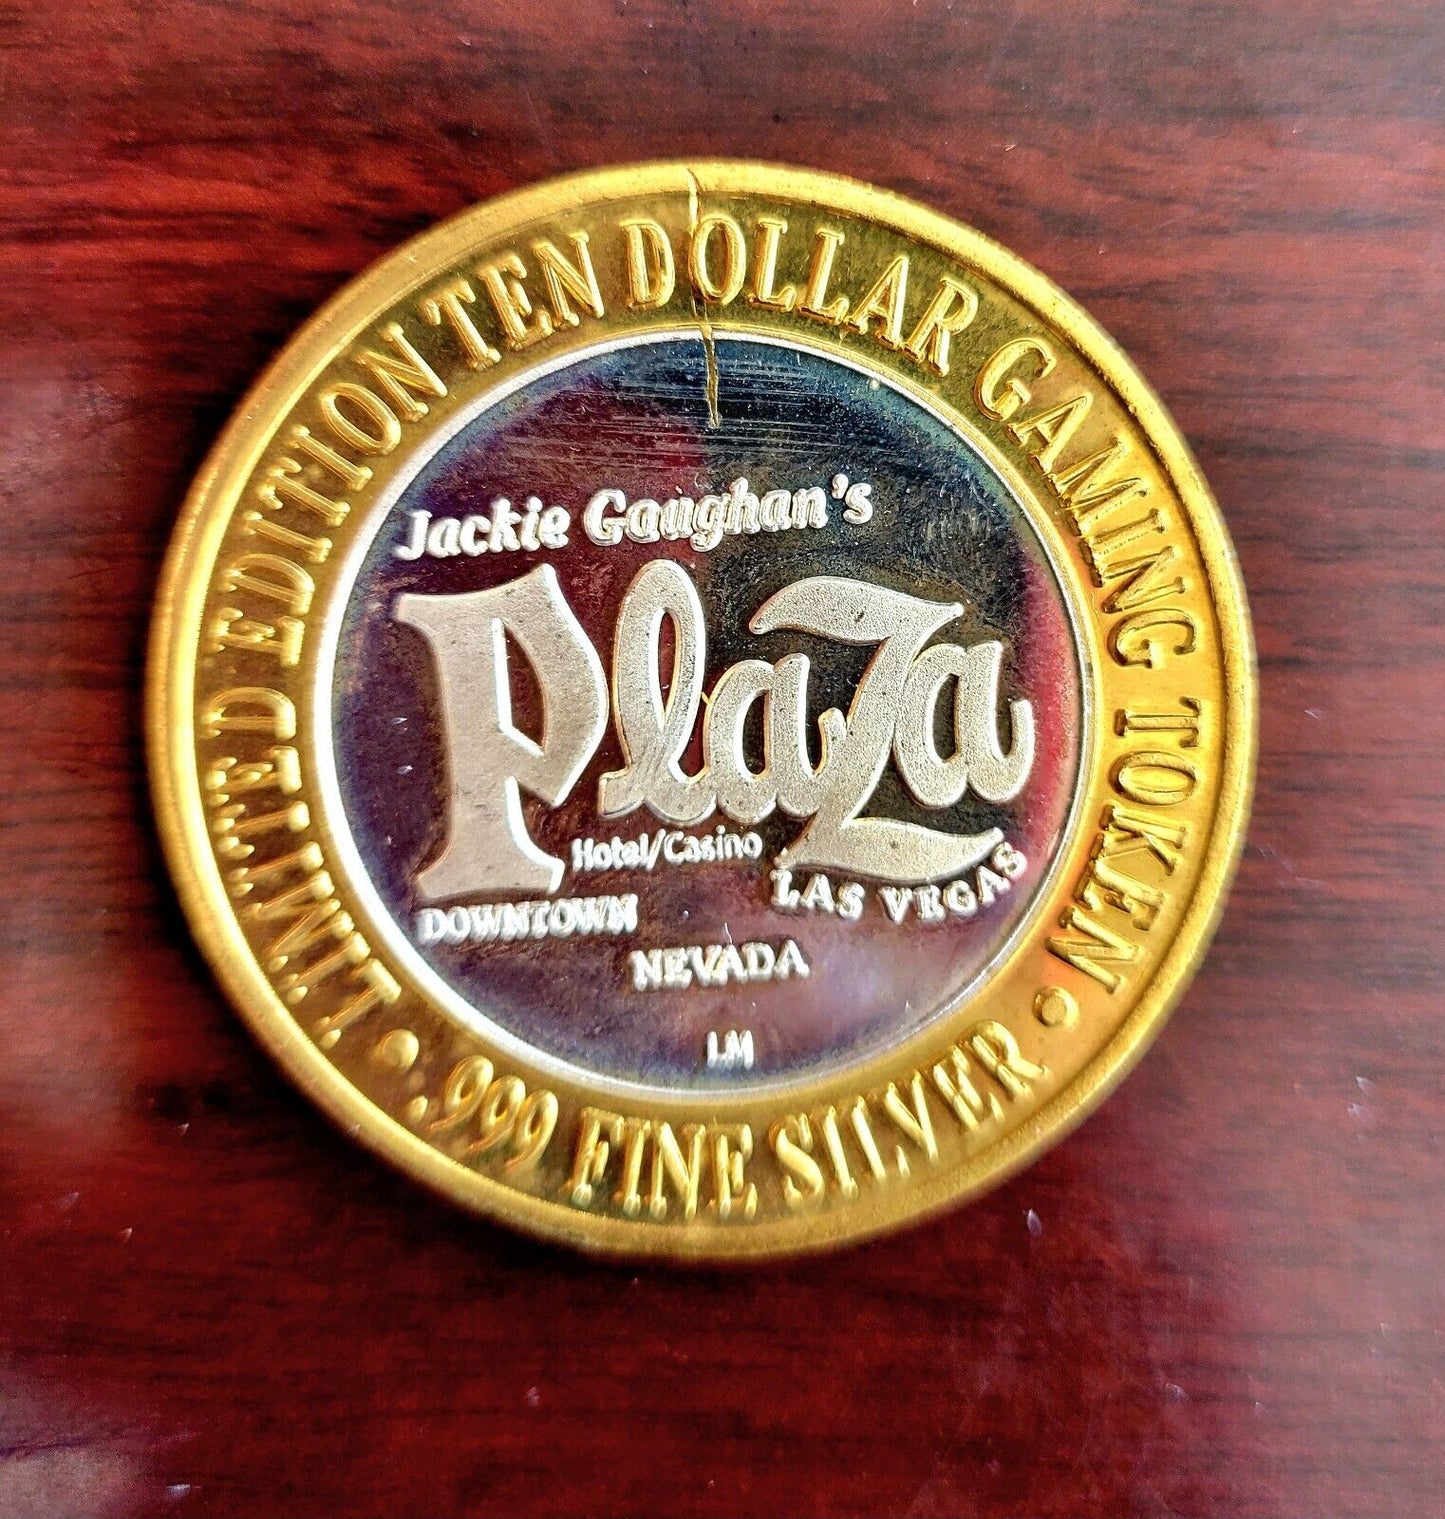 LIMITED EDITION TEN DOLLAR GAMING TOKEN
Jackie Gaughan's
PlaZa
Hotel/Casino
DOWNTOWN
LAS VEGAS
NEVADA
LM
• .999 FINE SILVER •